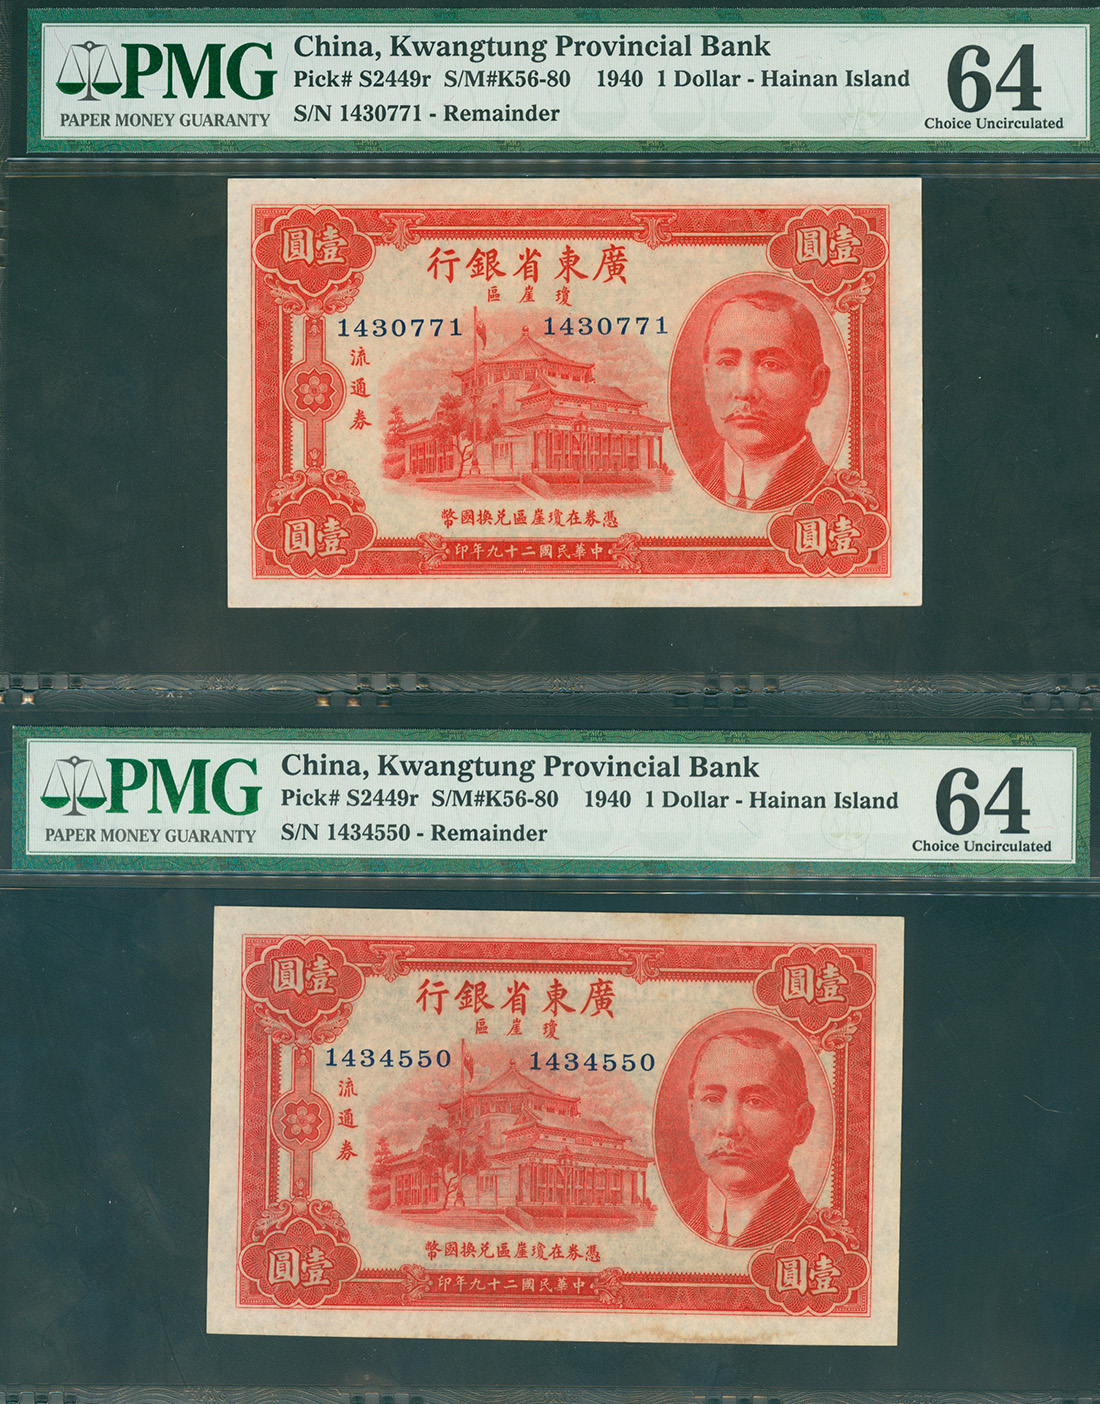 PMG
PAPER MONEY GUARANTY
China, Kwangtung Provincial Bank
Pick# S2449r S/M#K56-80 1940 1 Dollar - Hainan Island
S/N 1430771 - Remainder
64
Choice Uncirculated
圓壹
圓壹
行銀省東廣
區崖瓊
1430771 1430771
流通券
幣國換兌區崖瓊在券憑
圓壹
圓壹
印年九十二國民華中
PMG
PAPER MONEY GUARANTY
China, Kwangtung Provincial Bank
Pick# S2449r S/M#K56-80 1940 1 Dollar - Hainan Island
S/N 1434550 - Remainder
64
Choice Uncirculated
圓壹
圓壹
行銀省東廣
區崖瓊
1434550 1434550
流通券
幣國換兌區崖瓊在券憑
圓壹
圓壹
印年九十二國民華中